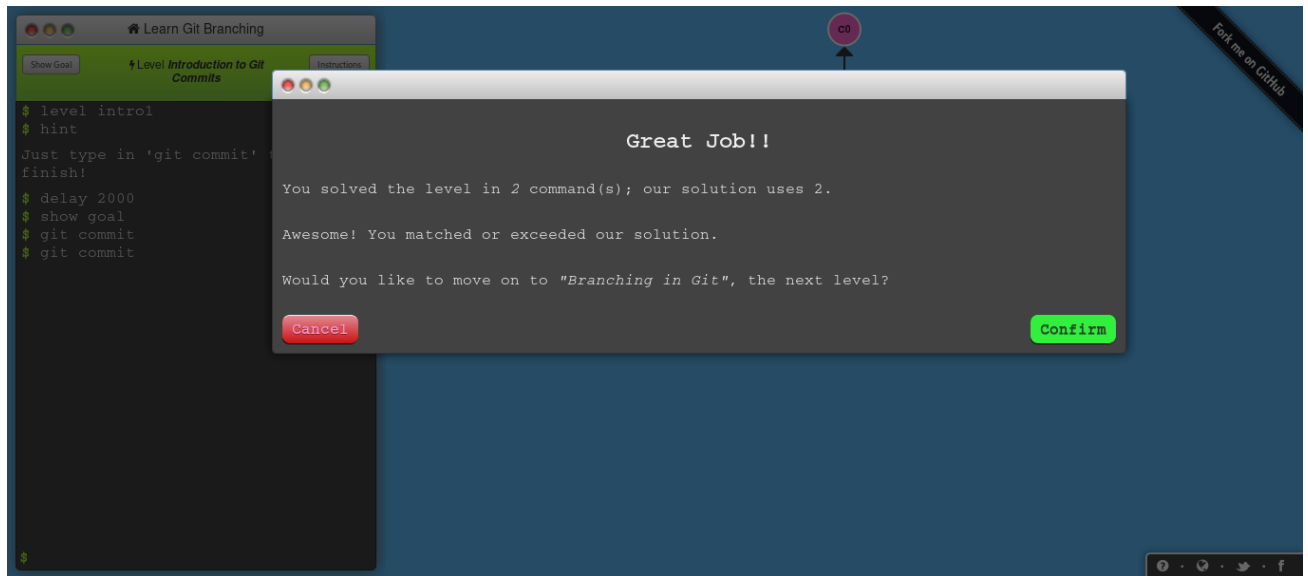 Learn Git Branching
Show Goal
Level Introduction to Git Commits
Instructions
$ level intro1
$ hint
Just type in 'git commit'
finish!
$ delay 2000
$ show goal
$ git commit
$ git commit
$
C0
Fork me on GitHub
Great Job!!
You solved the level in 2 command(s); our solution uses 2.
Awesome! You matched or exceeded our solution.
Would you like to move on to "Branching in Git", the next level?
Cancel
Confirm